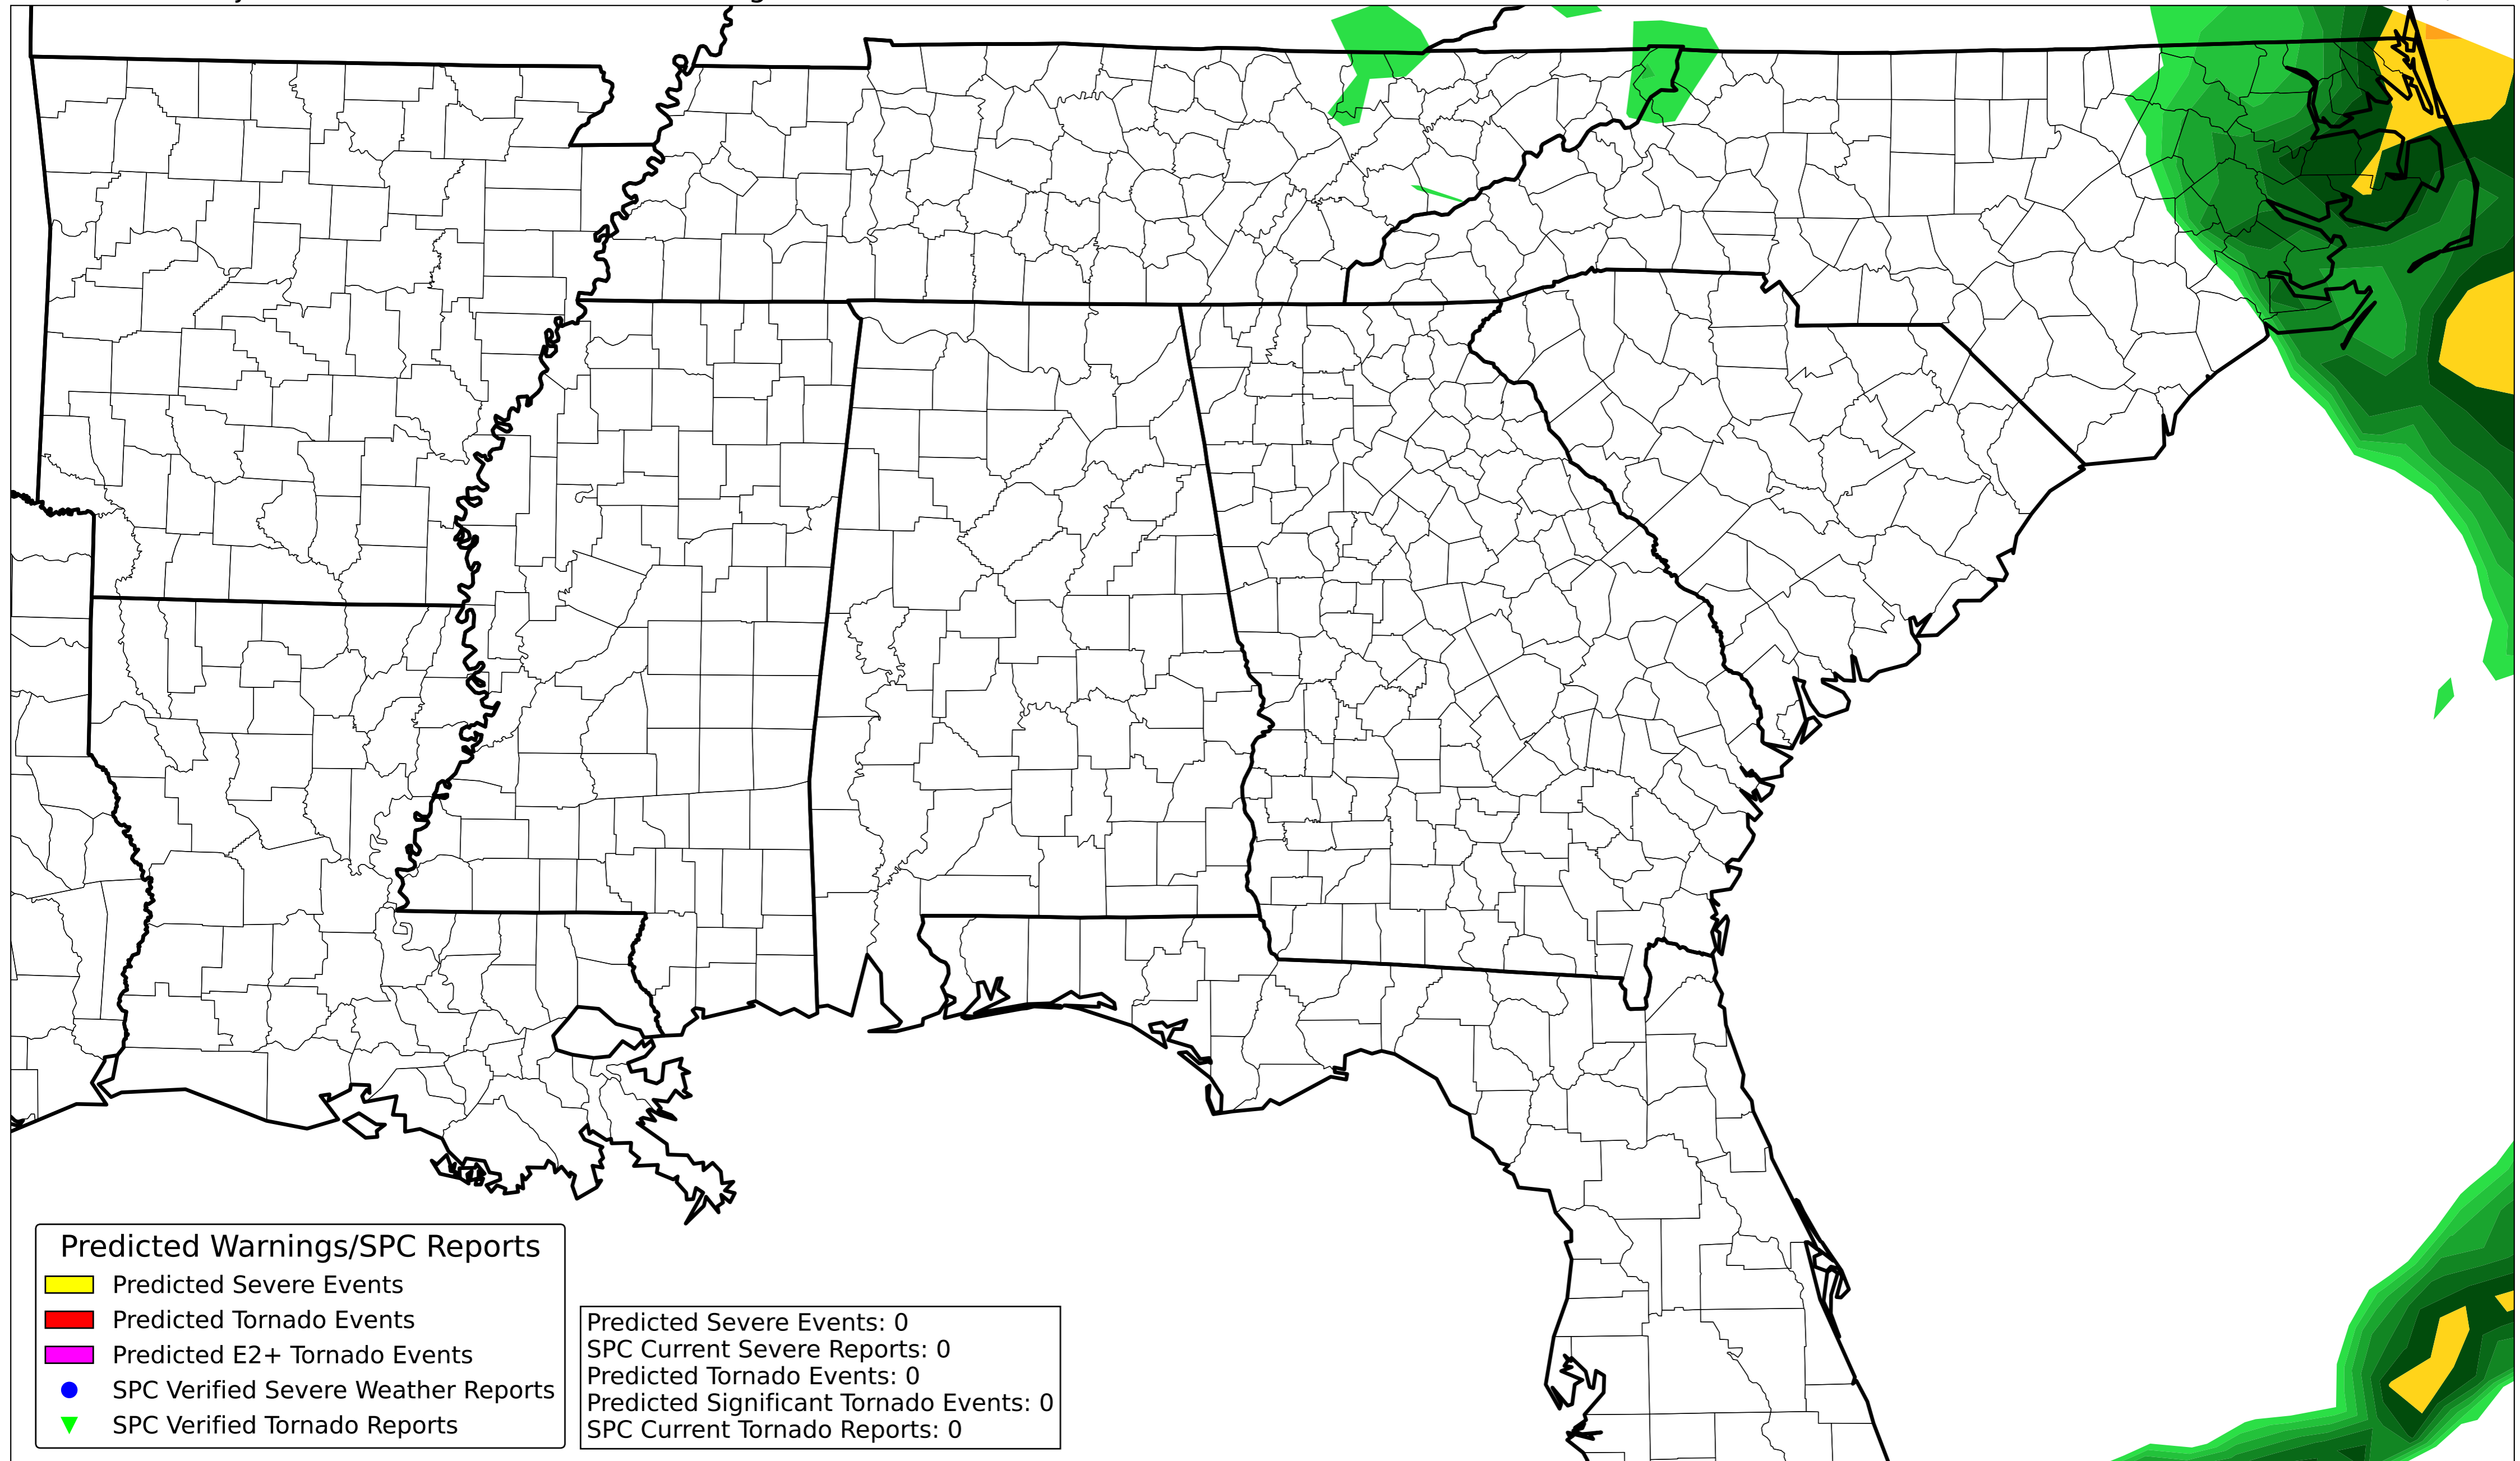 Predicted Warnings/SPC Reports
Predicted Severe Events
Predicted Tornado Events
Predicted E2+ Tornado Events
SPC Verified Severe Weather Reports
SPC Verified Tornado Reports
Predicted Severe Events: 0
SPC Current Severe Reports: 0
Predicted Tornado Events: 0
Predicted Significant Tornado Events: 0
SPC Current Tornado Reports: 0